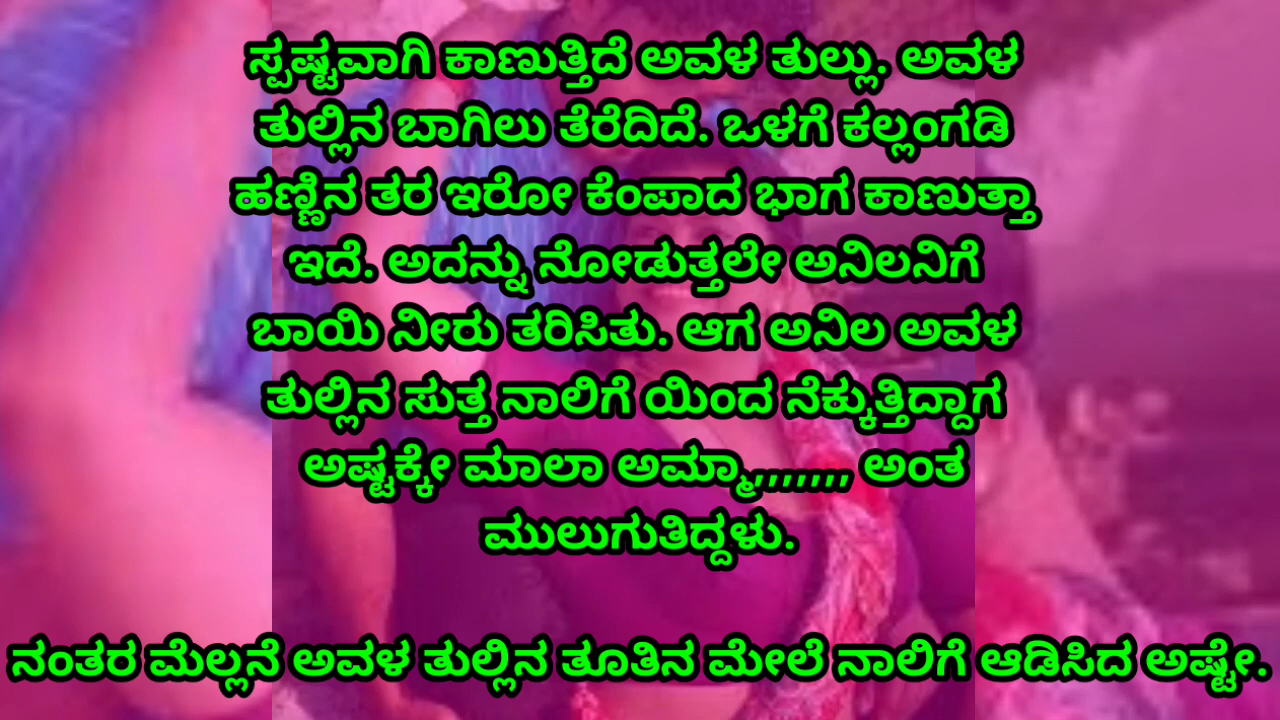 ಸ್ಪಷ್ಟವಾಗಿ ಕಾಣುತ್ತಿದೆ ಅವಳ ತುಲ್ಲು. ಅವಳ
ತುಲ್ಲಿನ ಬಾಗಿಲು ತೆರೆದಿದೆ. ಒಳಗೆ ಕಲ್ಲಂಗಡಿ
ಹಣ್ಣಿನ ತರ ಇರೋ ಕೆಂಪಾದ ಭಾಗ ಕಾಣುತ್ತಾ
ಇದೆ. ಅದನ್ನು ನೋಡುತ್ತಲೇ ಅನಿಲನಿಗೆ
ಬಾಯಿ ನೀರು ತರಿಸಿತು. ಆಗ ಅನಿಲ ಅವಳ
ತುಲ್ಲಿನ ಸುತ್ತ ನಾಲಿಗೆ ಯಿಂದ ನೆಕ್ಕುತ್ತಿದ್ದಾಗ
ಅಷ್ಟಕ್ಕೇ ಮಾಲಾ ಅಮ್ಮಾ,,,,,,,, ಅಂತ
ಮುಲುಗುತಿದ್ದಳು.
ನಂತರ ಮೆಲ್ಲನೆ ಅವಳ ತುಲ್ಲಿನ ತೂತಿನ ಮೇಲೆ ನಾಲಿಗೆ ಆಡಿಸಿದ ಅಷ್ಟೇ.